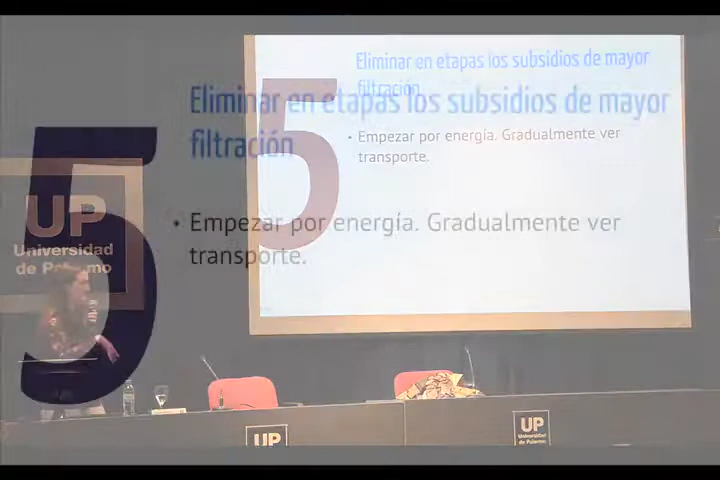 Eliminar en etapas los subsidios de mayor
filtración
5
• Empezar por energía. Gradualmente ver
transporte.
Eliminar en etapas los subsidios de mayor
filtración
5
• Empezar por energía. Gradualmente ver
transporte.
UP
Universidad
de Palermo
UP
UP
Universidad
de Palermo